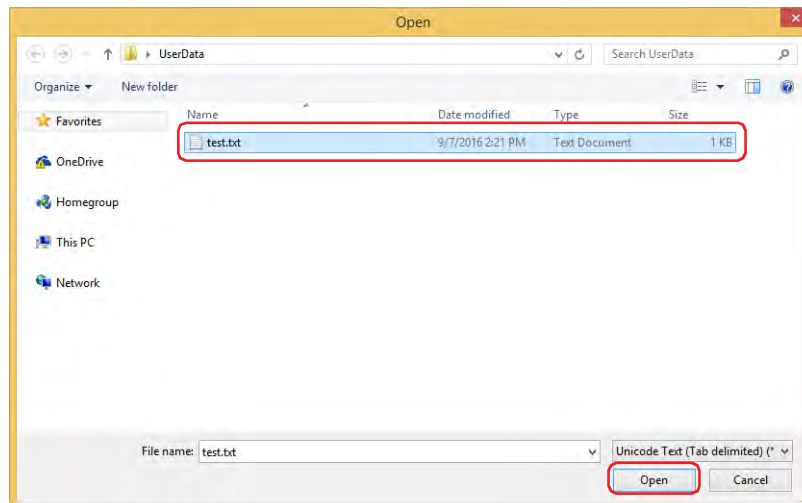 Open
UserData
Search UserData
Organize
New folder
Name Date modified Type Size
Favorites
test.txt 9/7/2016 2:21 PM Text Document 1 KB
OneDrive
Homegroup
This PC
Network
File name: test.txt Unicode Text (Tab delimited) (*
Open Cancel